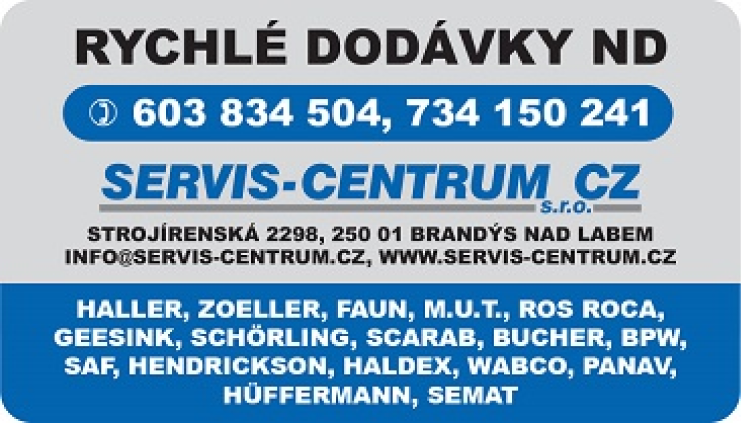 RYCHLÉ DODÁVKY ND
✆ 603 834 504, 734 150 241
SERVIS-CENTRUM CZ
s.r.o.
STROJÍRENSKÁ 2298, 250 01 BRANDÝS NAD LABEM
INFO@SERVIS-CENTRUM.CZ, WWW.SERVIS-CENTRUM.CZ
HALLER, ZOELLER, FAUN, M.U.T., ROS ROCA,
GEESINK, SCHÖRLING, SCARAB, BUCHER, BPW,
SAF, HENDRICKSON, HALDEX, WABCO, PANAV,
HÜFFERMANN, SEMAT